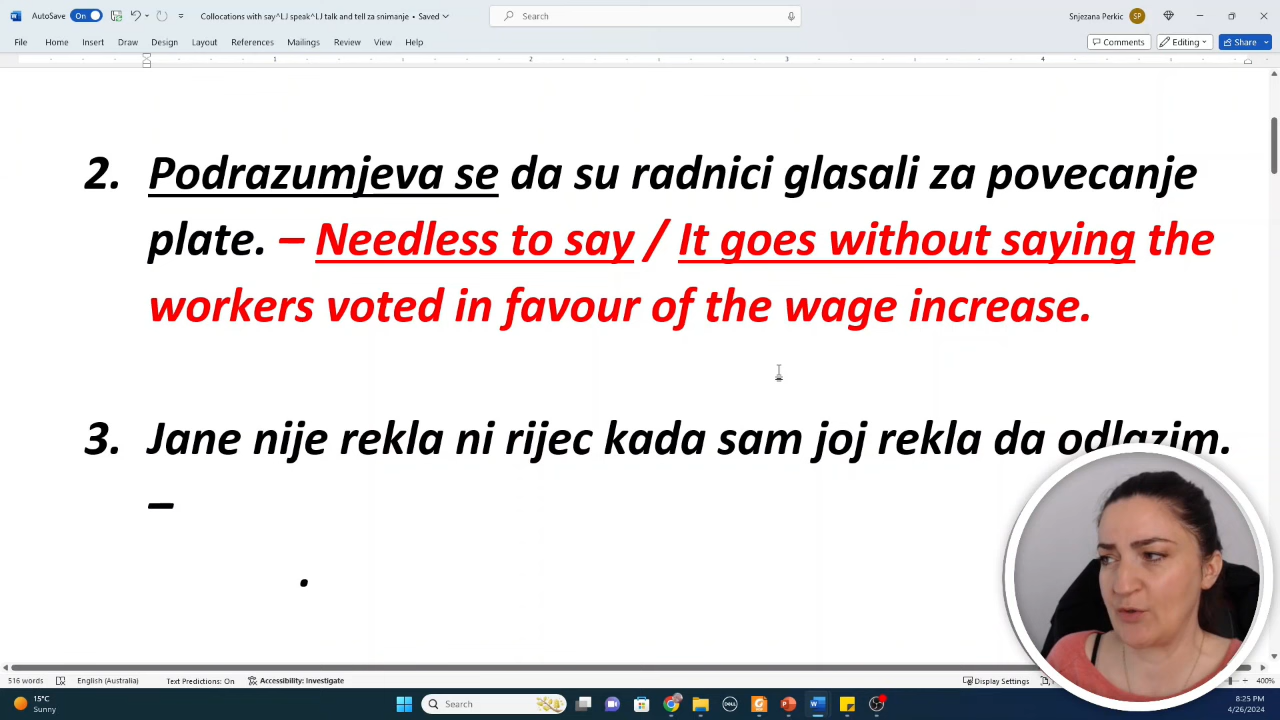 AutoSave On Collocations with say^LJ speak^LJ talk and tell za snimanje • Saved Search Snjezana Perkic SP
File Home Insert Draw Design Layout References Mailings Review View Help Comments Editing Share
1 2 3 4
2. Podrazumjeva se da su radnici glasali za povecanje
plate. – Needless to say / It goes without saying the
workers voted in favour of the wage increase.
3. Jane nije rekla ni rijec kada sam joj rekla da odlazim.
–
.
516 words English (Australia) Text Predictions: On Accessibility: Investigate Display Settings 400%
15°C
Sunny
Search
8:25 PM
4/26/2024